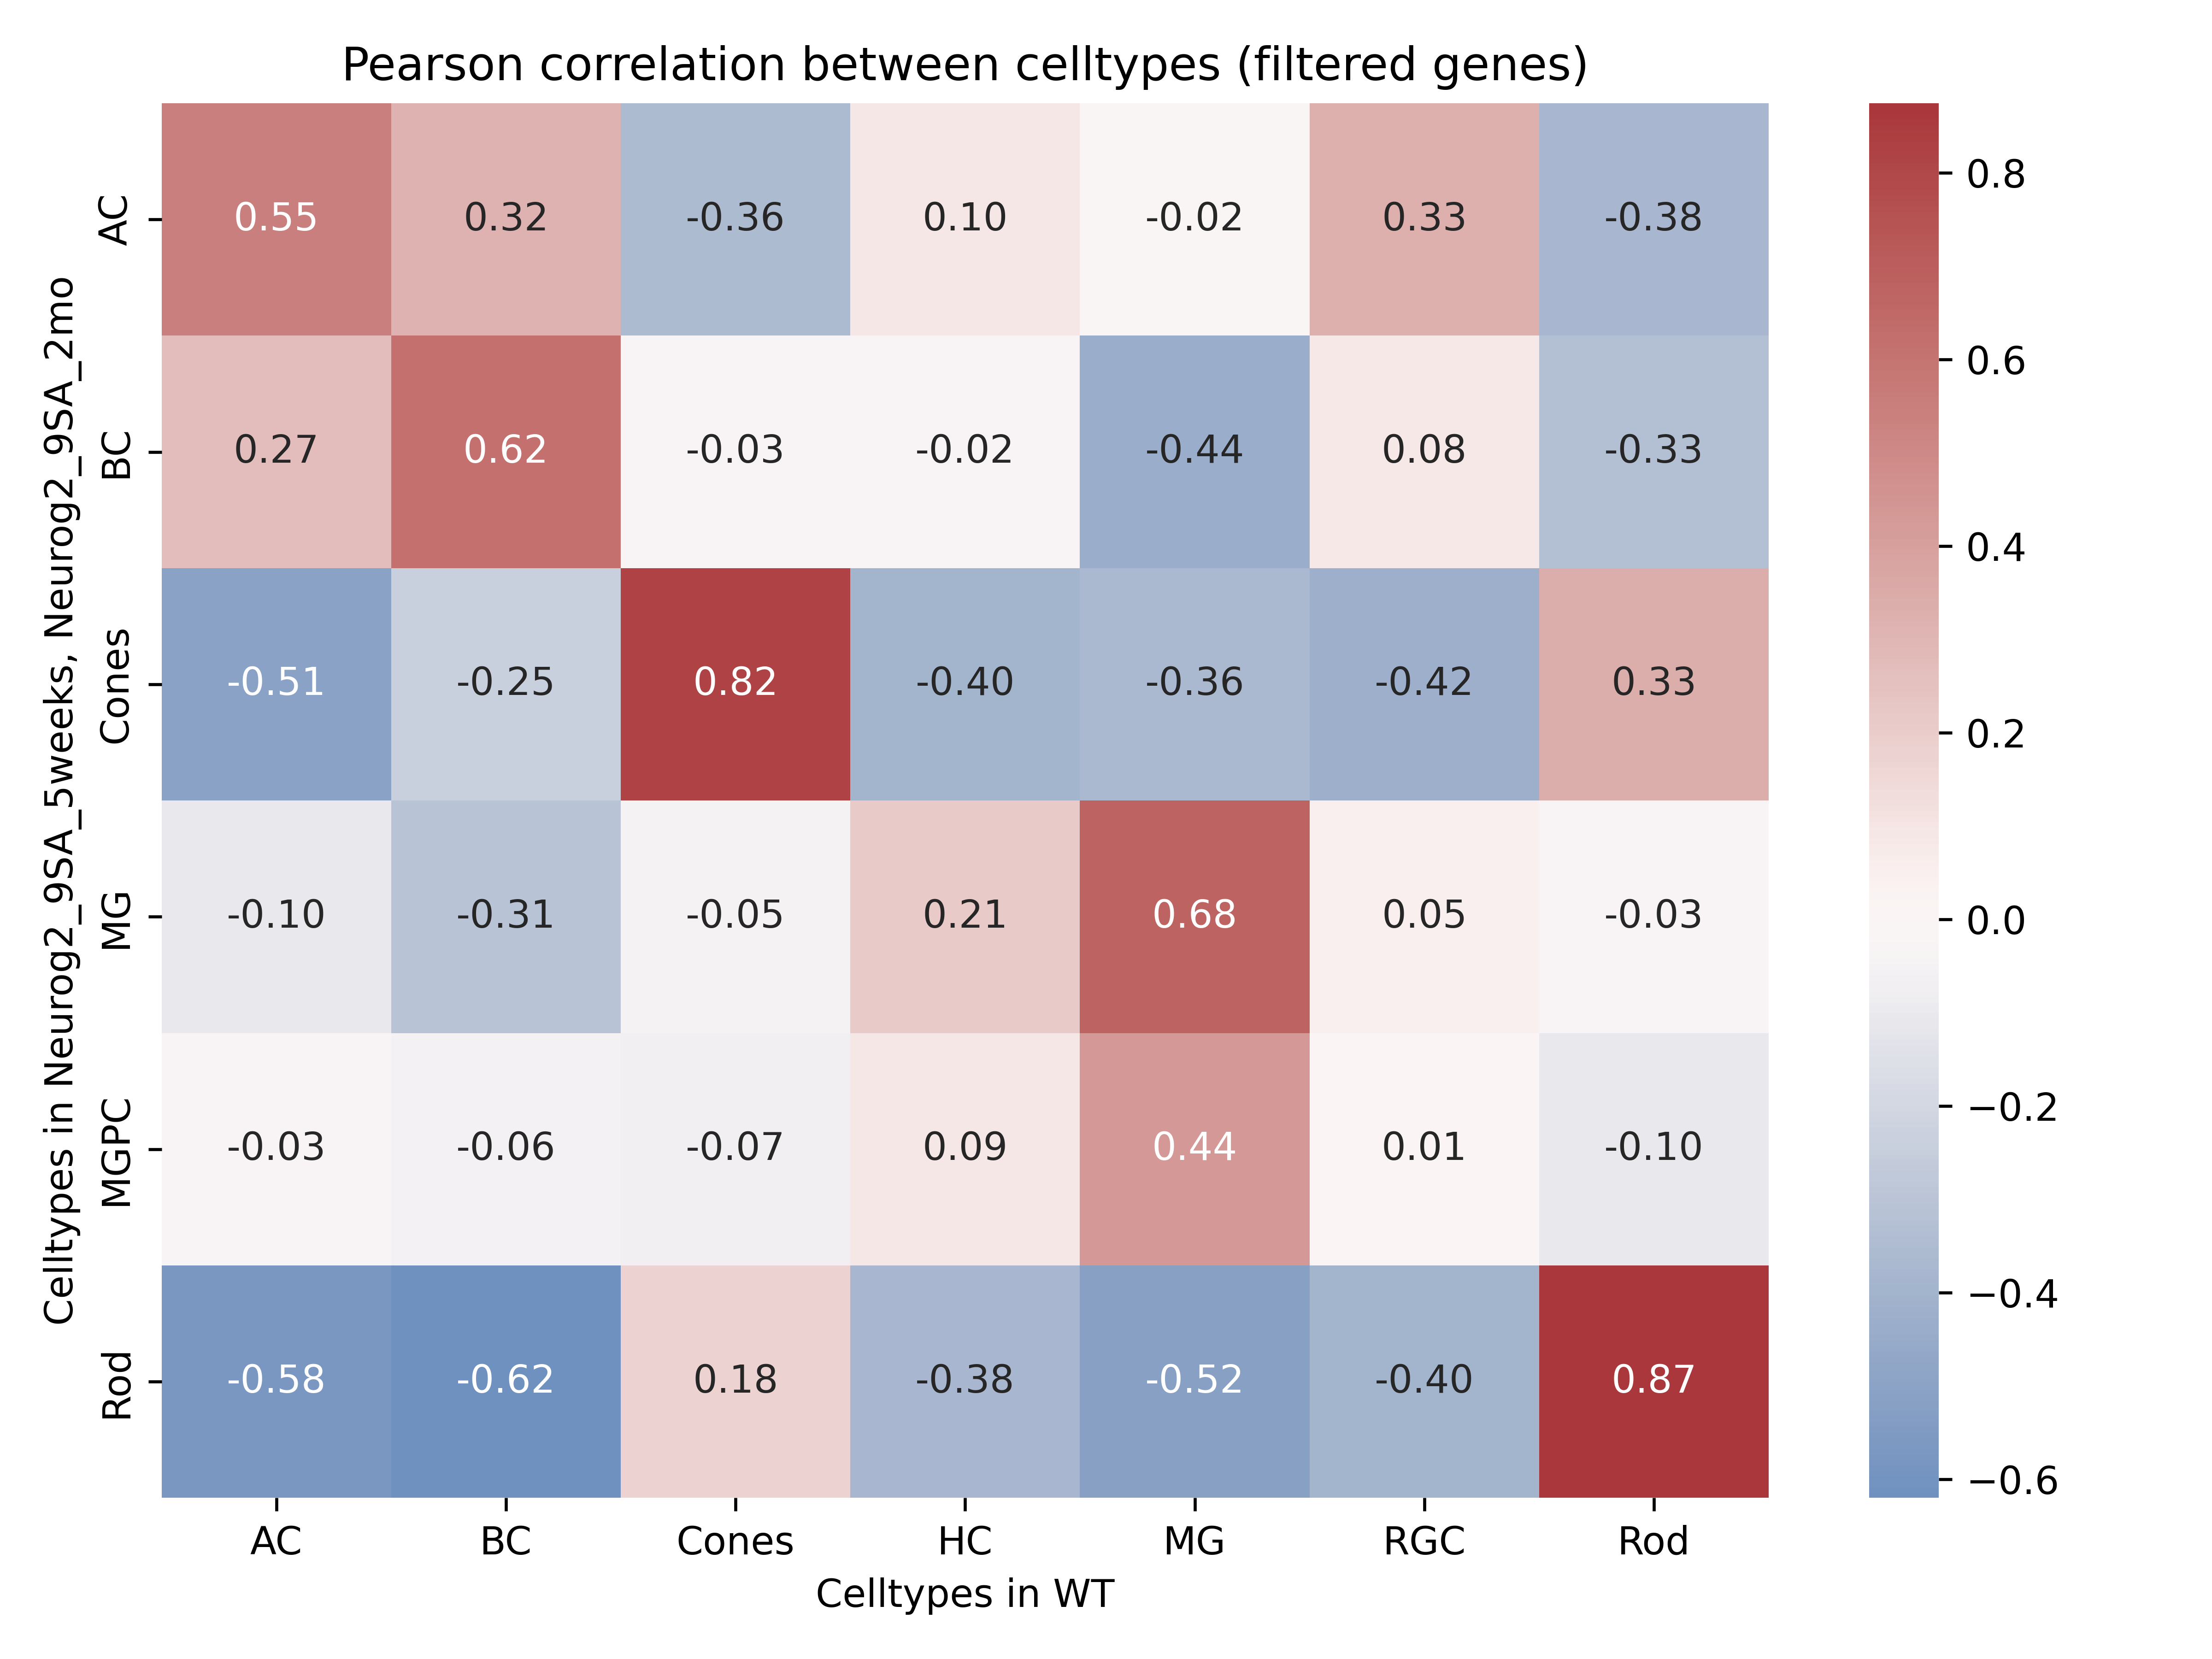 Pearson correlation between celltypes (filtered genes)
Celltypes in Neurog2_9SA_5weeks, Neurog2_9SA_2mo
AC 0.55 0.32 -0.36 0.10 -0.02 0.33 -0.38
BC 0.27 0.62 -0.03 -0.02 -0.44 0.08 -0.33
Cones -0.51 -0.25 0.82 -0.40 -0.36 -0.42 0.33
MG -0.10 -0.31 -0.05 0.21 0.68 0.05 -0.03
MGPC -0.03 -0.06 -0.07 0.09 0.44 0.01 -0.10
Rod -0.58 -0.62 0.18 -0.38 -0.52 -0.40 0.87
AC BC Cones HC MG RGC Rod
Celltypes in WT
0.8
0.6
0.4
0.2
0.0
−0.2
−0.4
−0.6